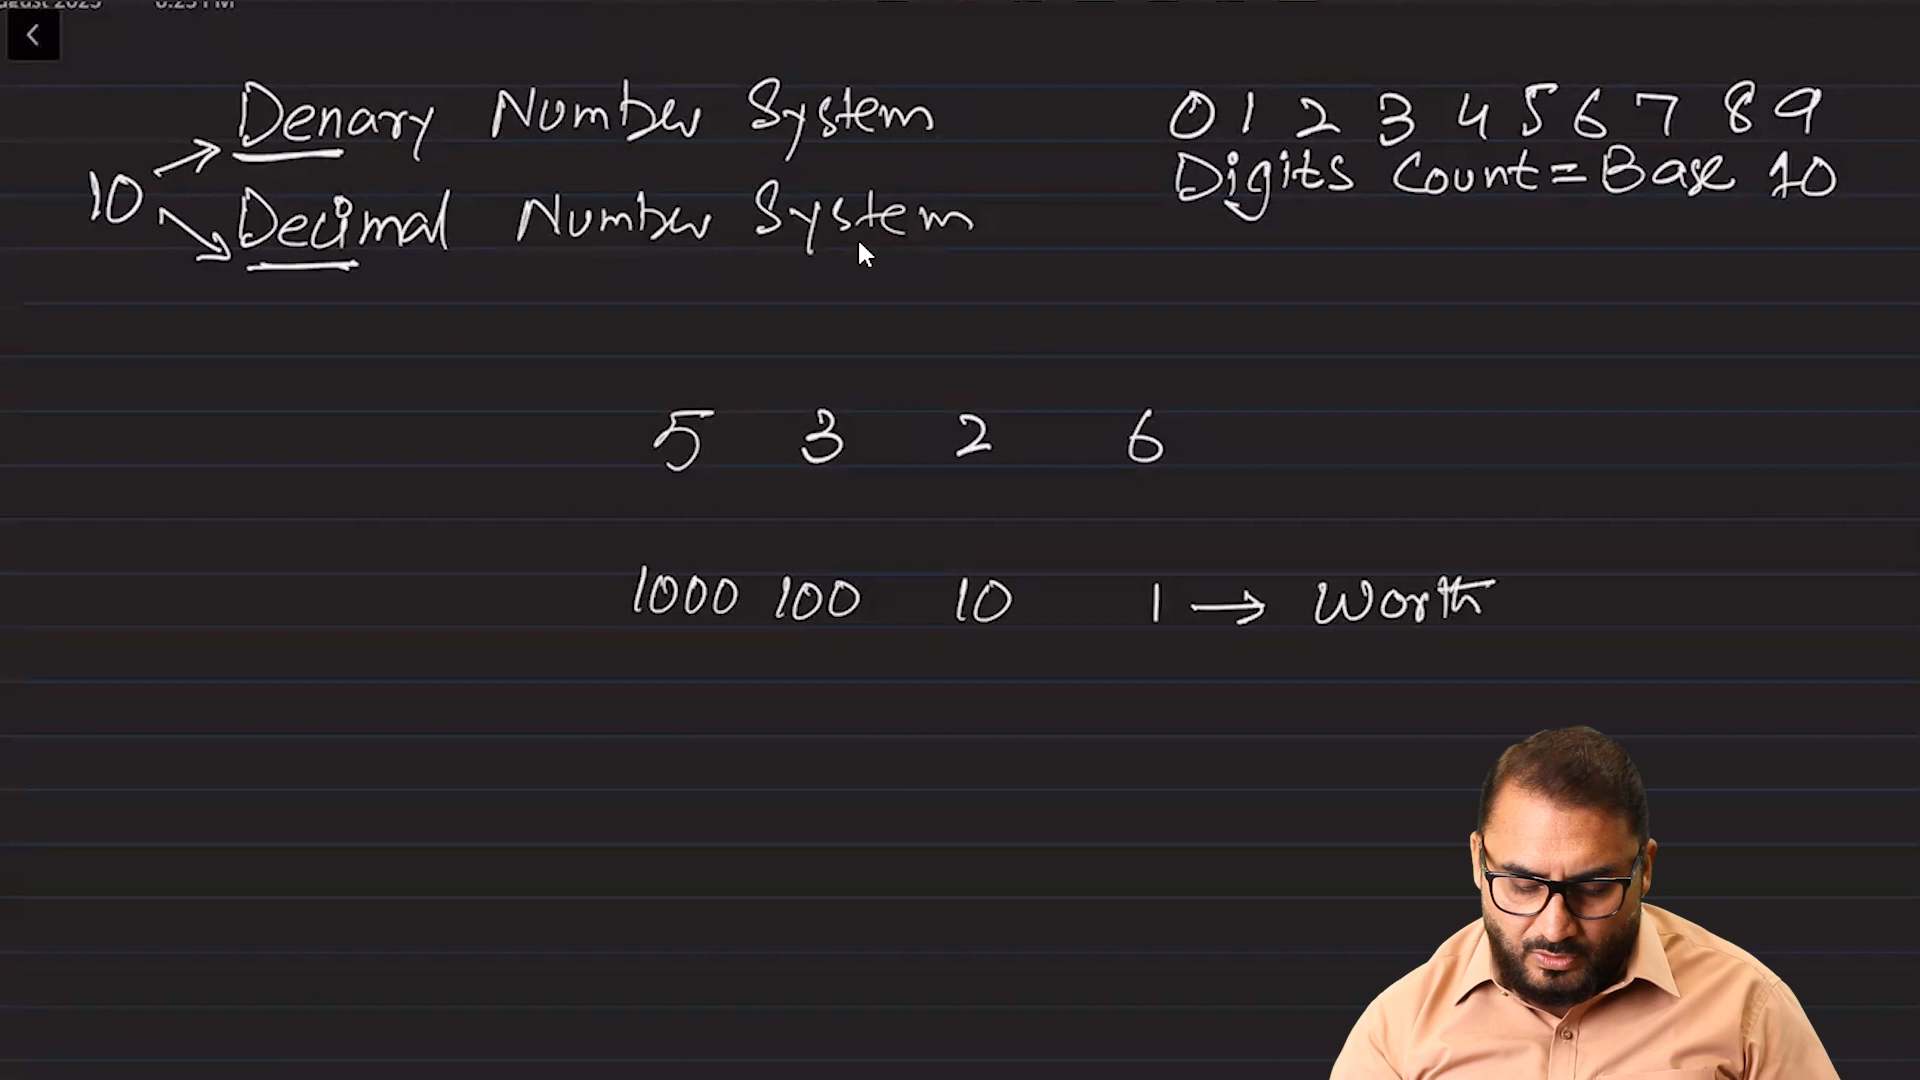 Denary Number System
10
Decimal Number System
0 1 2 3 4 5 6 7 8 9
Digits Count = Base 10
5 3 2 6
1000 100 10 1 → Worth